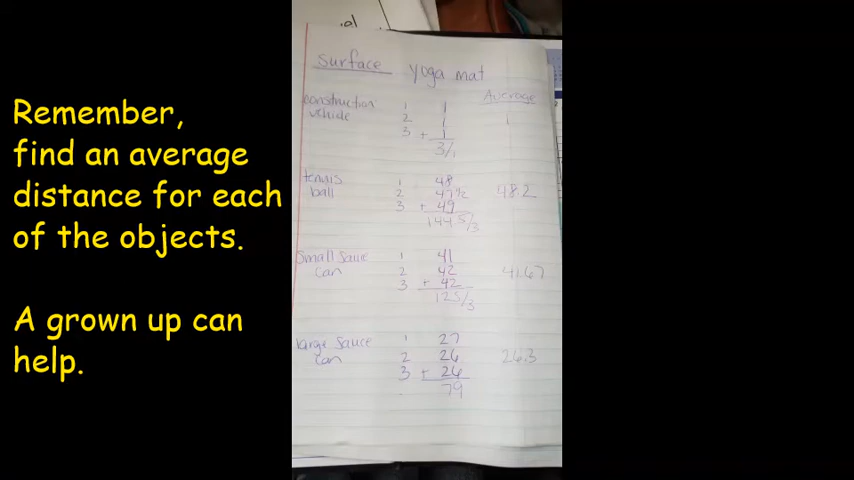 Remember,
find an average
distance for each
of the objects.
A grown up can
help.
surface yoga mat
Average
construction 1 1
vehicle 2 1 1
3 + 1
3/1
tennis 1 48
ball 2 47 1/2 48.2
3 + 49
144.5/3
Small Sauce 1 41
can 2 42 41.67
3 + 42
125/3
large Sauce 1 27
can 2 26 26.3
3 + 26
79